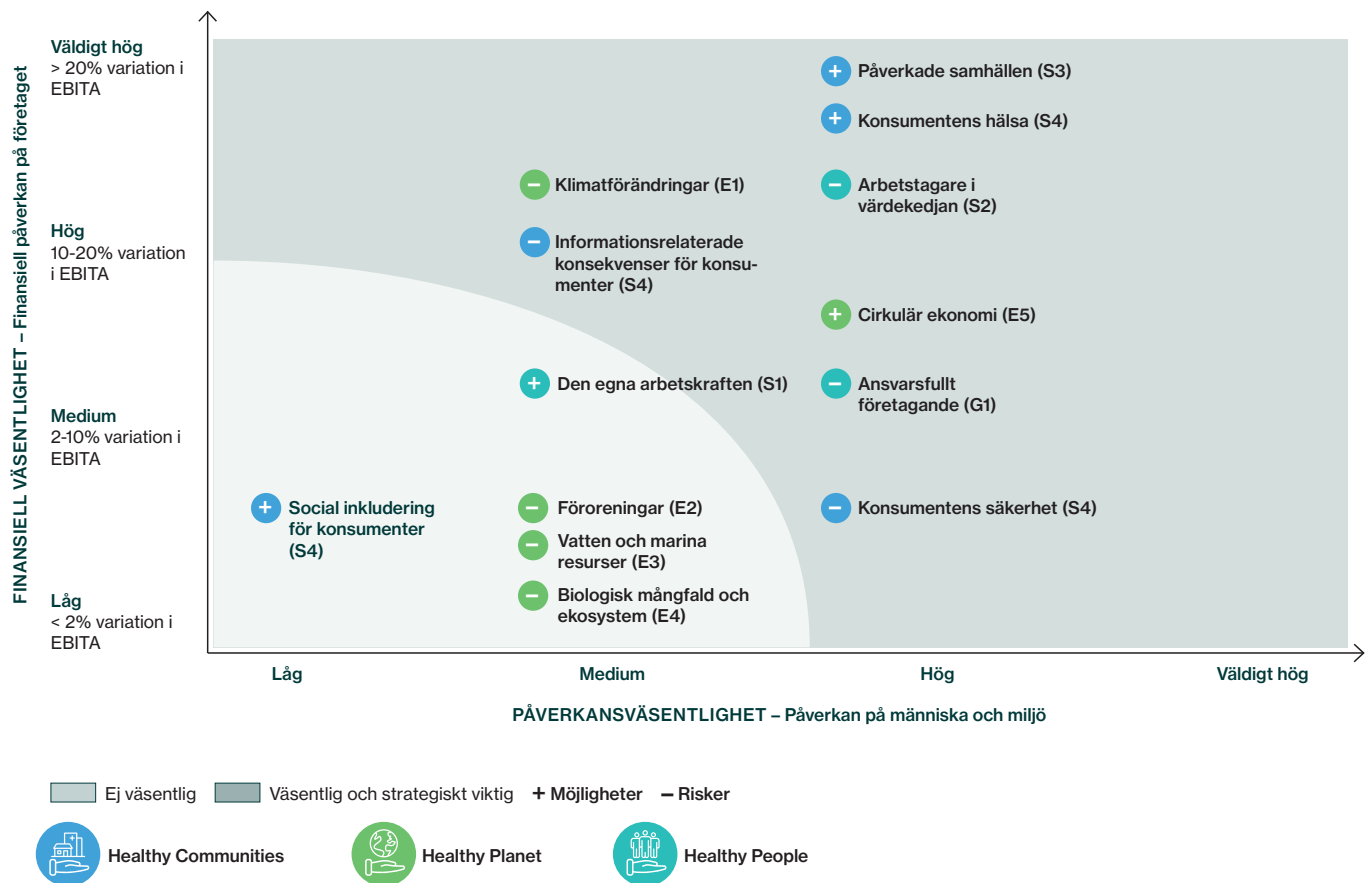 FINANSIELL VÄSENTLIGHET – Finansiell påverkan på företaget
Väldigt hög
> 20% variation i
EBITA
Hög
10-20% variation
i EBITA
Medium
2-10% variation i
EBITA
Låg
< 2% variation i
EBITA
+ Påverkade samhällen (S3)
+ Konsumentens hälsa (S4)
− Klimatförändringar (E1)
− Arbetstagare i
värdekedjan (S2)
− Informationsrelaterade
konsekvenser för konsu-
menter (S4)
+ Cirkulär ekonomi (E5)
+ Den egna arbetskraften (S1)
− Ansvarsfullt
företagande (G1)
+ Social inkludering
för konsumenter
(S4)
− Föroreningar (E2)
− Vatten och marina
resurser (E3)
− Biologisk mångfald och
ekosystem (E4)
− Konsumentens säkerhet (S4)
Låg
Medium
Hög
Väldigt hög
PÅVERKANSVÄSENTLIGHET – Påverkan på människa och miljö
Ej väsentlig
Väsentlig och strategiskt viktig
+ Möjligheter
− Risker
Healthy Communities
Healthy Planet
Healthy People